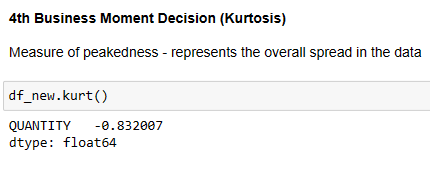 4th Business Moment Decision (Kurtosis)
Measure of peakedness - represents the overall spread in the data
df_new.kurt()
QUANTITY   -0.832007
dtype: float64